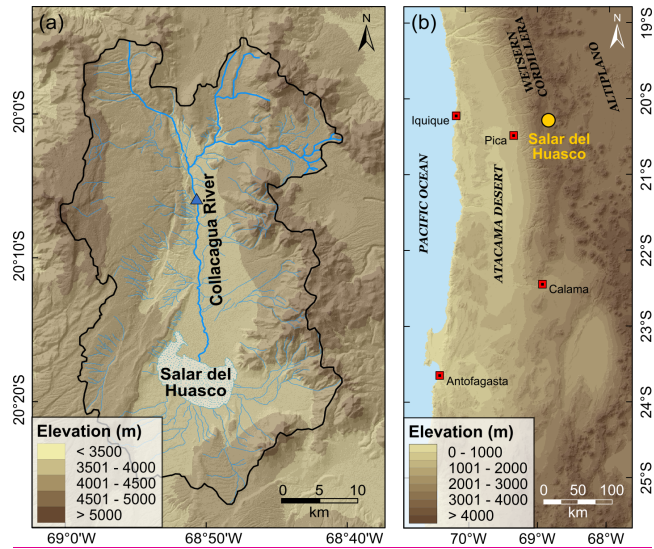 (a)
N
20°0'S
20°10'S
20°20'S
Collacagua River
Salar del
Huasco
Elevation (m)
< 3500
3501 - 4000
4001 - 4500
4501 - 5000
> 5000
0 5 10
km
69°0'W
68°50'W
68°40'W
(b)
N
WETSERN
CORDILLERA
ALTIPLANO
Iquique
Pica
Salar del
Huasco
PACIFIC OCEAN
ATACAMA DESERT
Calama
Antofagasta
19°S
20°S
21°S
22°S
23°S
24°S
25°S
Elevation (m)
0 - 1000
1001 - 2000
2001 - 3000
3001 - 4000
> 4000
0 50 100
km
70°W
69°W
68°W